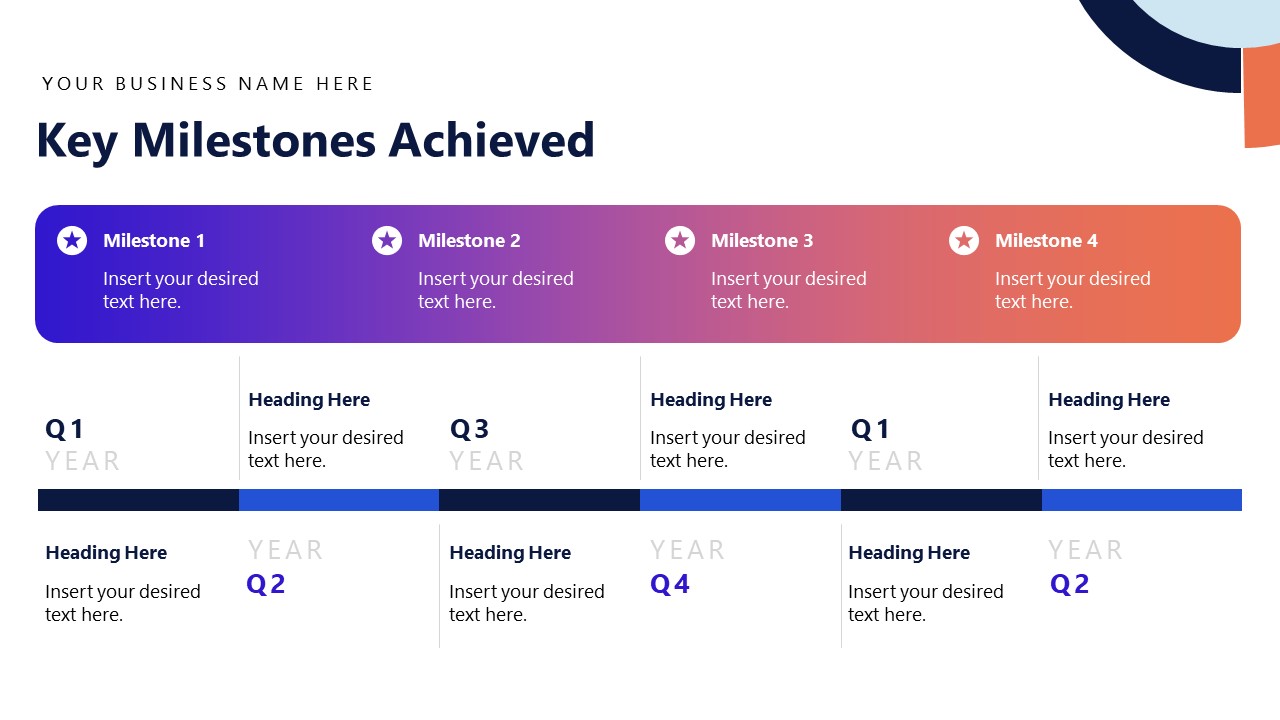 YOUR BUSINESS NAME HERE
Key Milestones Achieved
Milestone 1
Insert your desired
text here.
Milestone 2
Insert your desired
text here.
Milestone 3
Insert your desired
text here.
Milestone 4
Insert your desired
text here.
Q1
YEAR
Heading Here
Insert your desired
text here.
Q3
YEAR
Heading Here
Insert your desired
text here.
Q1
YEAR
Heading Here
Insert your desired
text here.
Heading Here
Insert your desired
text here.
YEAR
Q2
Heading Here
Insert your desired
text here.
YEAR
Q4
Heading Here
Insert your desired
text here.
YEAR
Q2